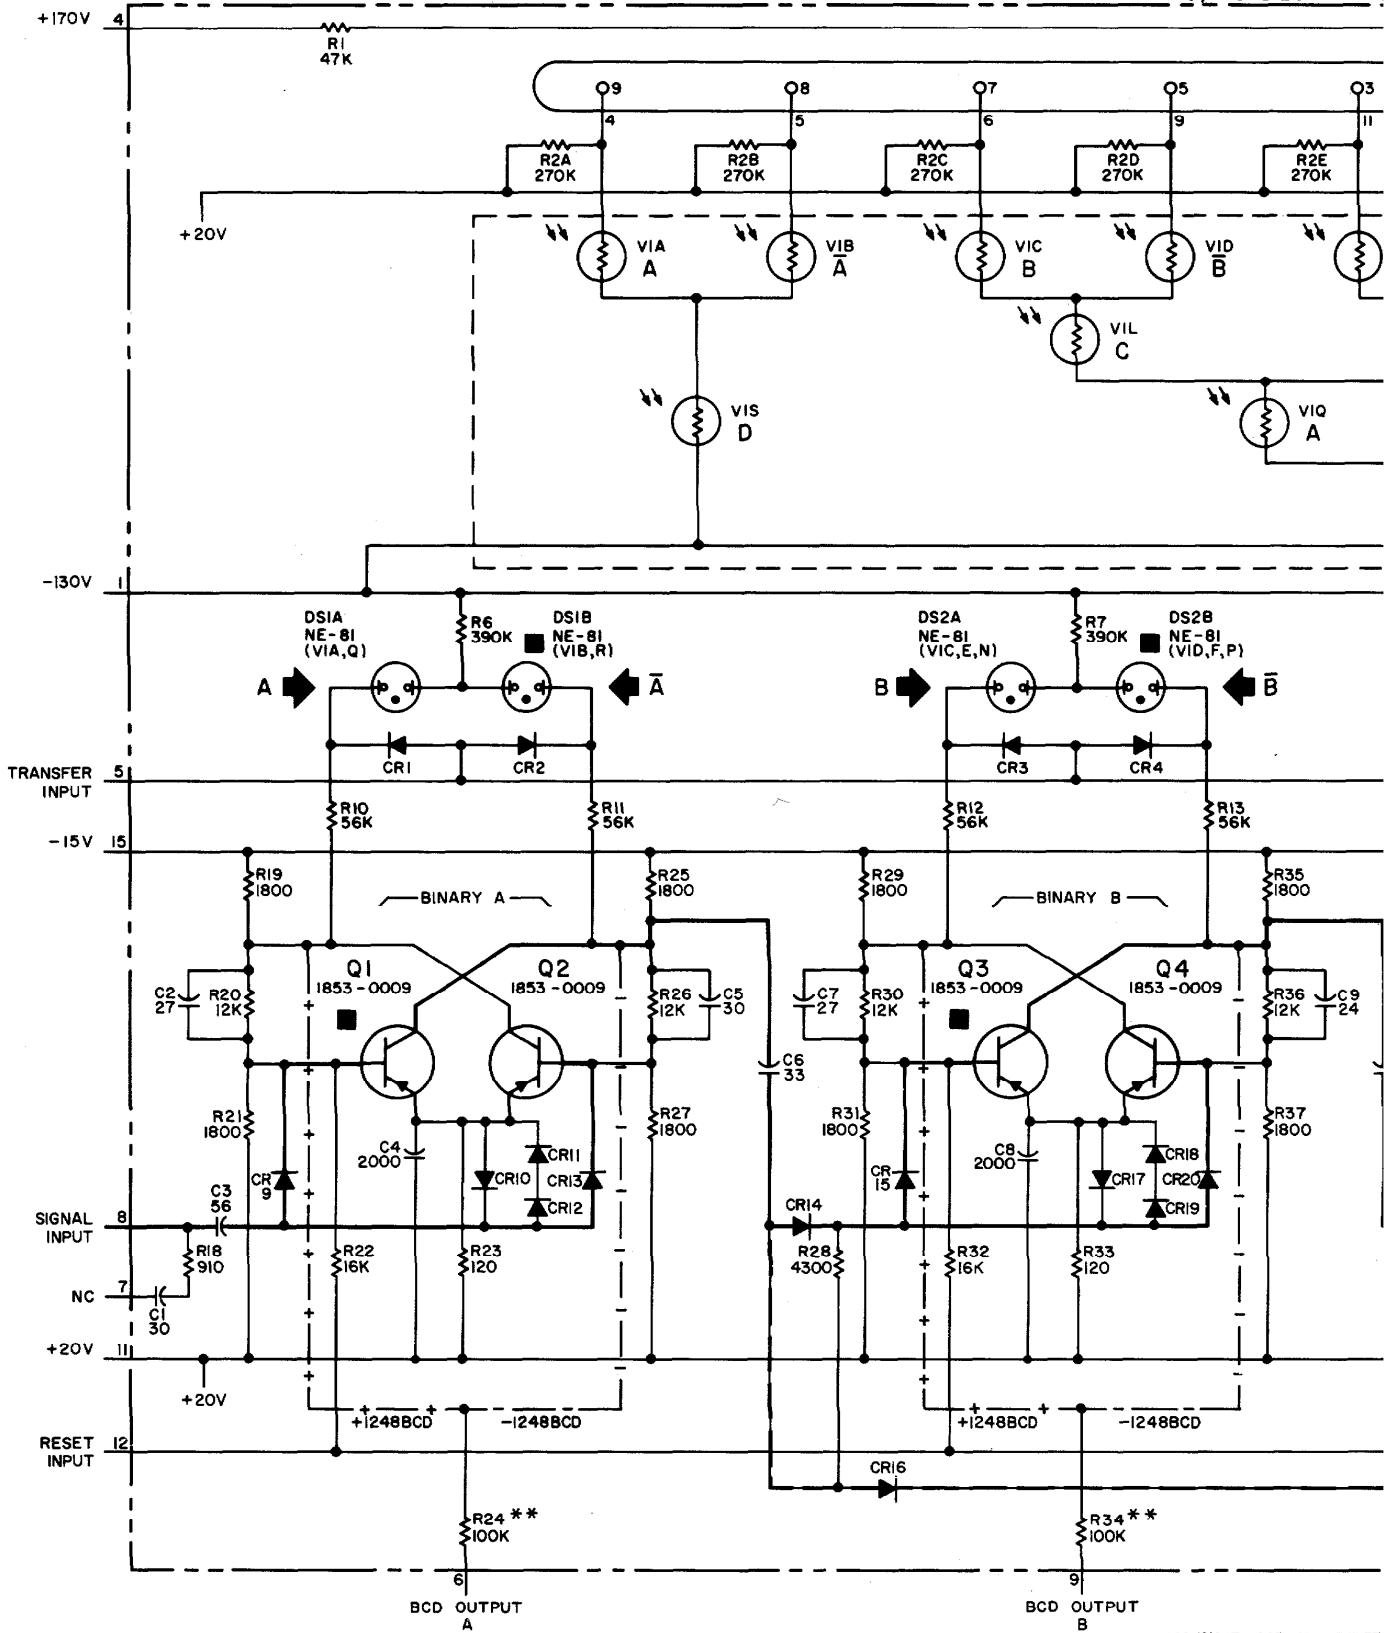 +170V 4
R1
47K
9 8 7 5 3
4 5 6 9 11
R2A
270K
R2B
270K
R2C
270K
R2D
270K
R2E
270K
+20V
V1A
A
V1B
A̅
V1C
B
V1D
B̅
V1L
C
V1S
D
V1Q
A
-130V 1
DS1A
NE-81
(V1A,Q)
R6
390K
DS1B
NE-81
(V1B,R)
DS2A
NE-81
(V1C,E,N)
R7
390K
DS2B
NE-81
(V1D,F,P)
A A̅ B B̅
CR1 CR2 CR3 CR4
TRANSFER 5
INPUT
R10
56K
R11
56K
R12
56K
R13
56K
-15V 15
R19
1800
R25
1800
R29
1800
R35
1800
BINARY A
BINARY B
Q1
1853-0009
Q2
1853-0009
Q3
1853-0009
Q4
1853-0009
C2
27
R20
12K
R26
12K
C5
30
C7
27
R30
12K
R36
12K
C9
24
C6
33
R21
1800
R27
1800
R31
1800
R37
1800
C4
2000
CR11
CR10
CR13
CR12
CR
9
C8
2000
CR18
CR17
CR20
CR19
CR
15
C3
56
CR14
SIGNAL 8
INPUT
R18
910
R22
16K
R23
120
R28
4300
R32
16K
R33
120
NC 7
C1
30
+20V 11
+20V
+1248BCD -1248BCD
+1248BCD -1248BCD
RESET 12
INPUT
CR16
R24 **
100K
R34 **
100K
6 9
BCD OUTPUT
A
BCD OUTPUT
B